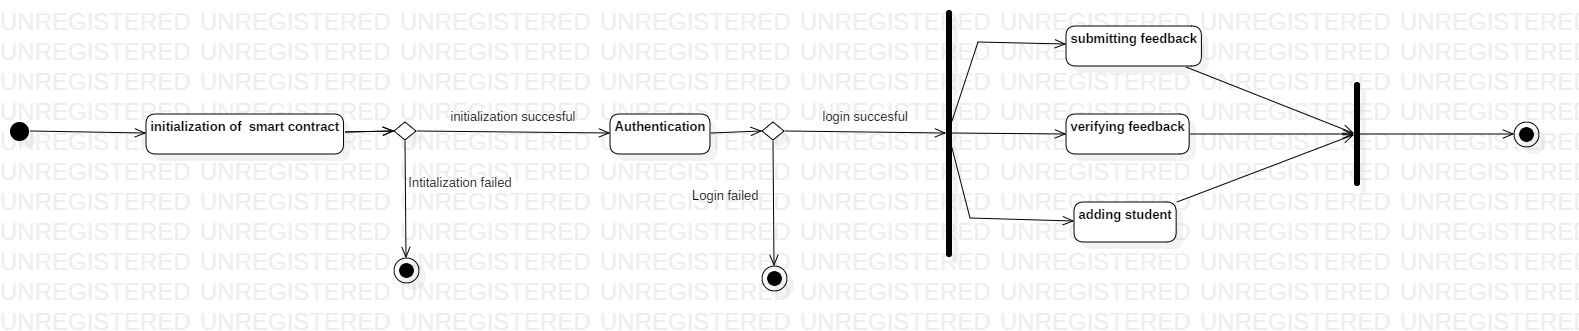 UNREGISTERED UNREGISTERED UNREGISTERED UNREGISTERED UNREGISTERED UNREGISTERED UNREGISTERED UNREGISTERED
submitting feedback
initialization of smart contract
initialization succesful
Authentication
login succesful
verifying feedback
Intitalization failed
Login failed
adding student